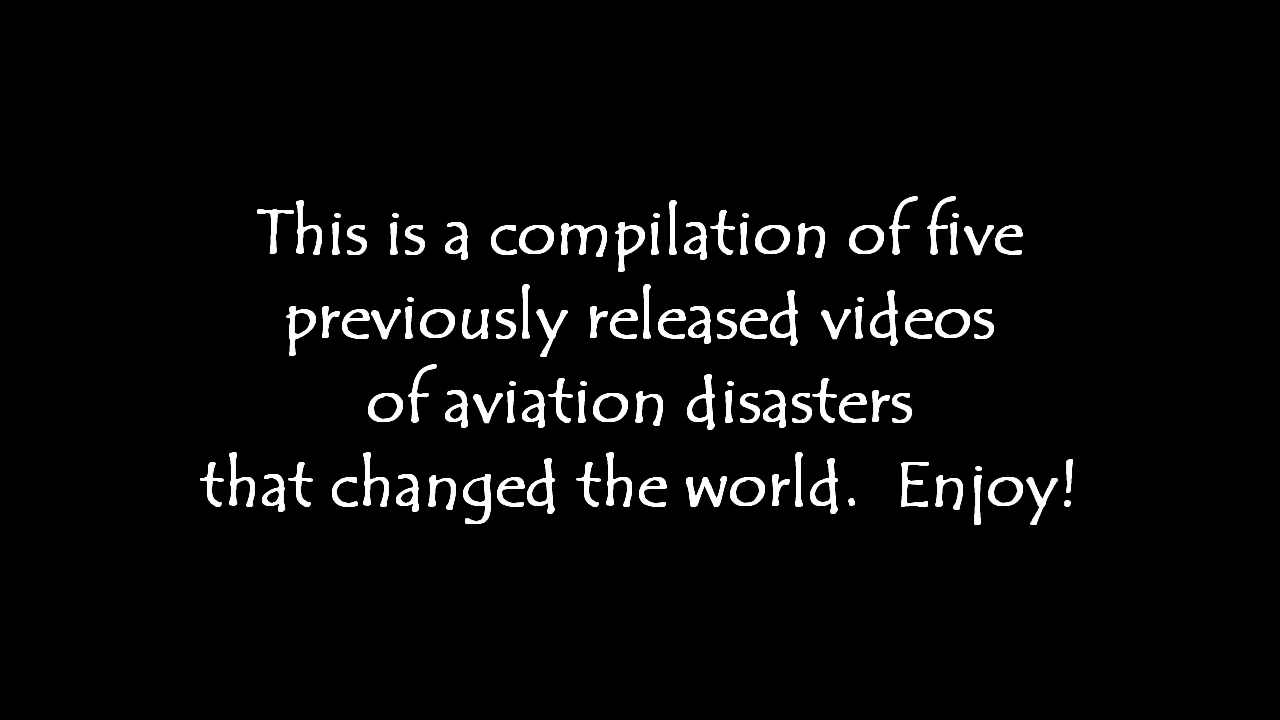 This is a compilation of five
previously released videos
of aviation disasters
that changed the world.  Enjoy!